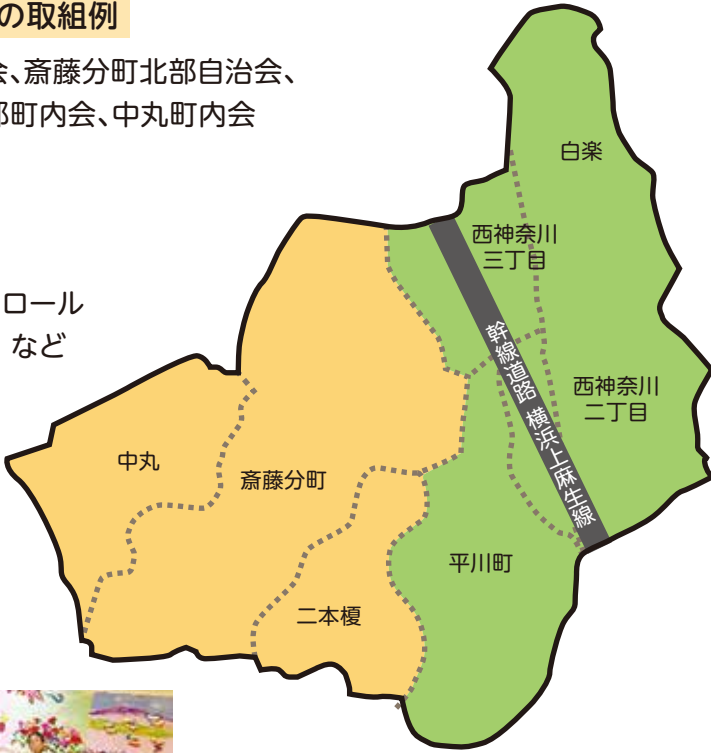 の取組例
会、斎藤分町北部自治会、
部町内会、中丸町内会
ロール
など
白楽
西神奈川
三丁目
幹線道路 横浜上麻生線
西神奈川
二丁目
中丸
斎藤分町
平川町
二本榎